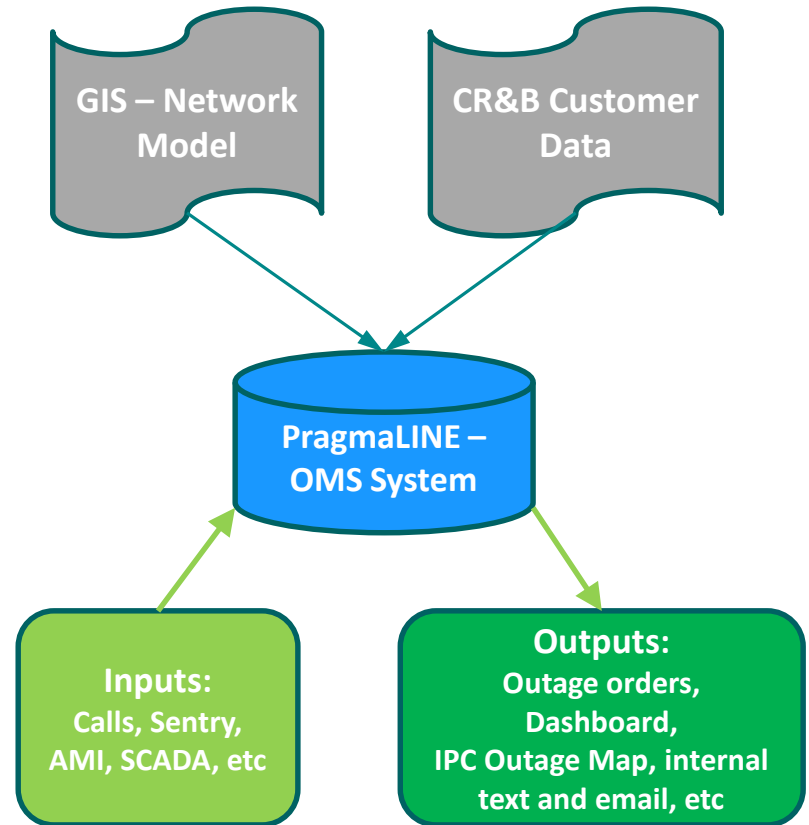 GIS – Network
Model
CR&B Customer
Data
PragmaLINE –
OMS System
Inputs:
Calls, Sentry,
AMI, SCADA, etc
Outputs:
Outage orders,
Dashboard,
IPC Outage Map, internal
text and email, etc